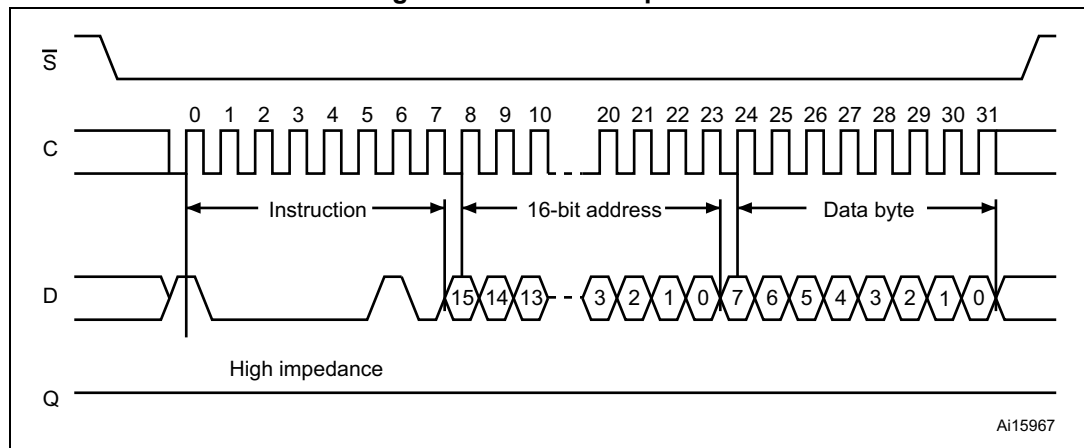 S
0 1 2 3 4 5 6 7 8 9 10 20 21 22 23 24 25 26 27 28 29 30 31
C
Instruction 16-bit address Data byte
D 15 14 13 3 2 1 0 7 6 5 4 3 2 1 0
High impedance
Q
Ai15967